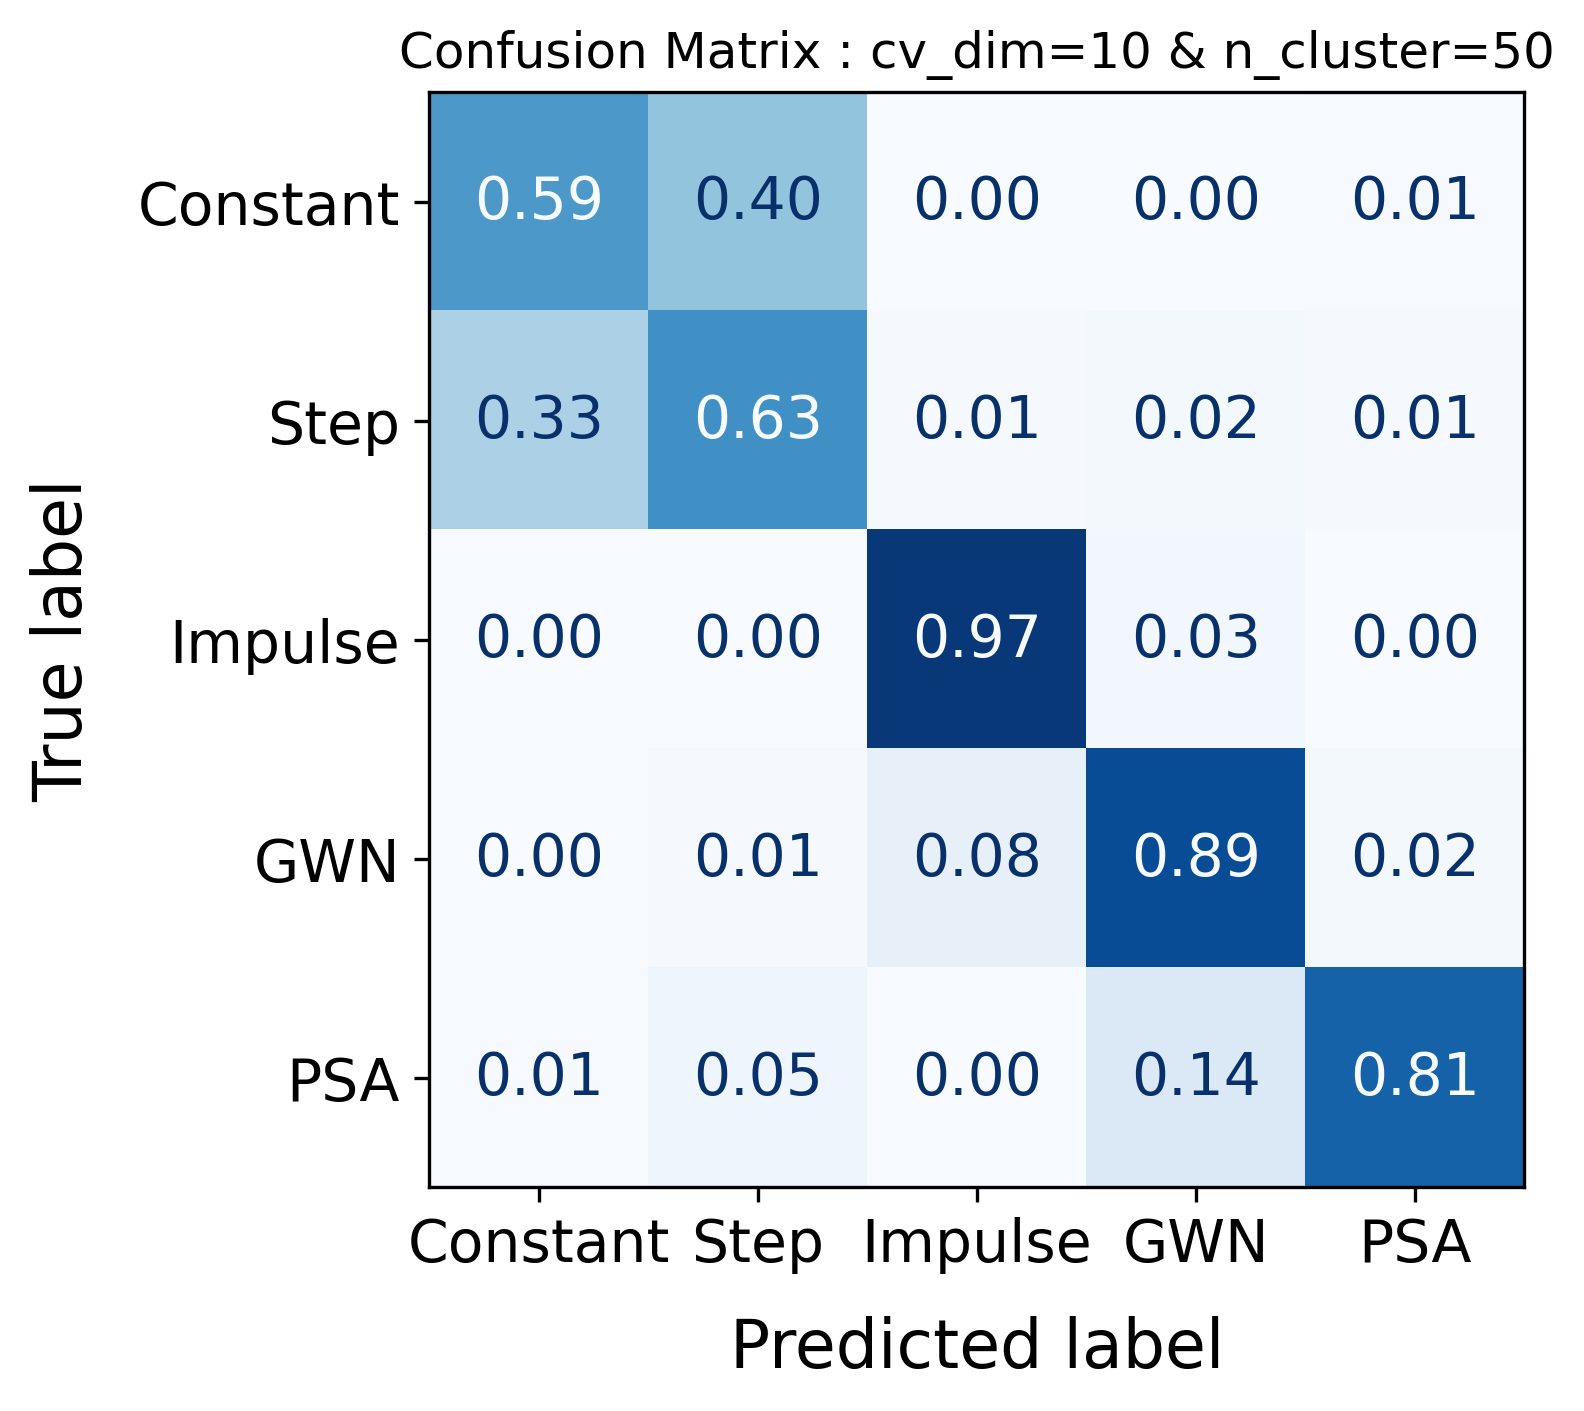 Confusion Matrix : cv_dim=10 & n_cluster=50
True label
Constant 0.59 0.40 0.00 0.00 0.01
Step 0.33 0.63 0.01 0.02 0.01
Impulse 0.00 0.00 0.97 0.03 0.00
GWN 0.00 0.01 0.08 0.89 0.02
PSA 0.01 0.05 0.00 0.14 0.81
Constant Step Impulse GWN PSA
Predicted label